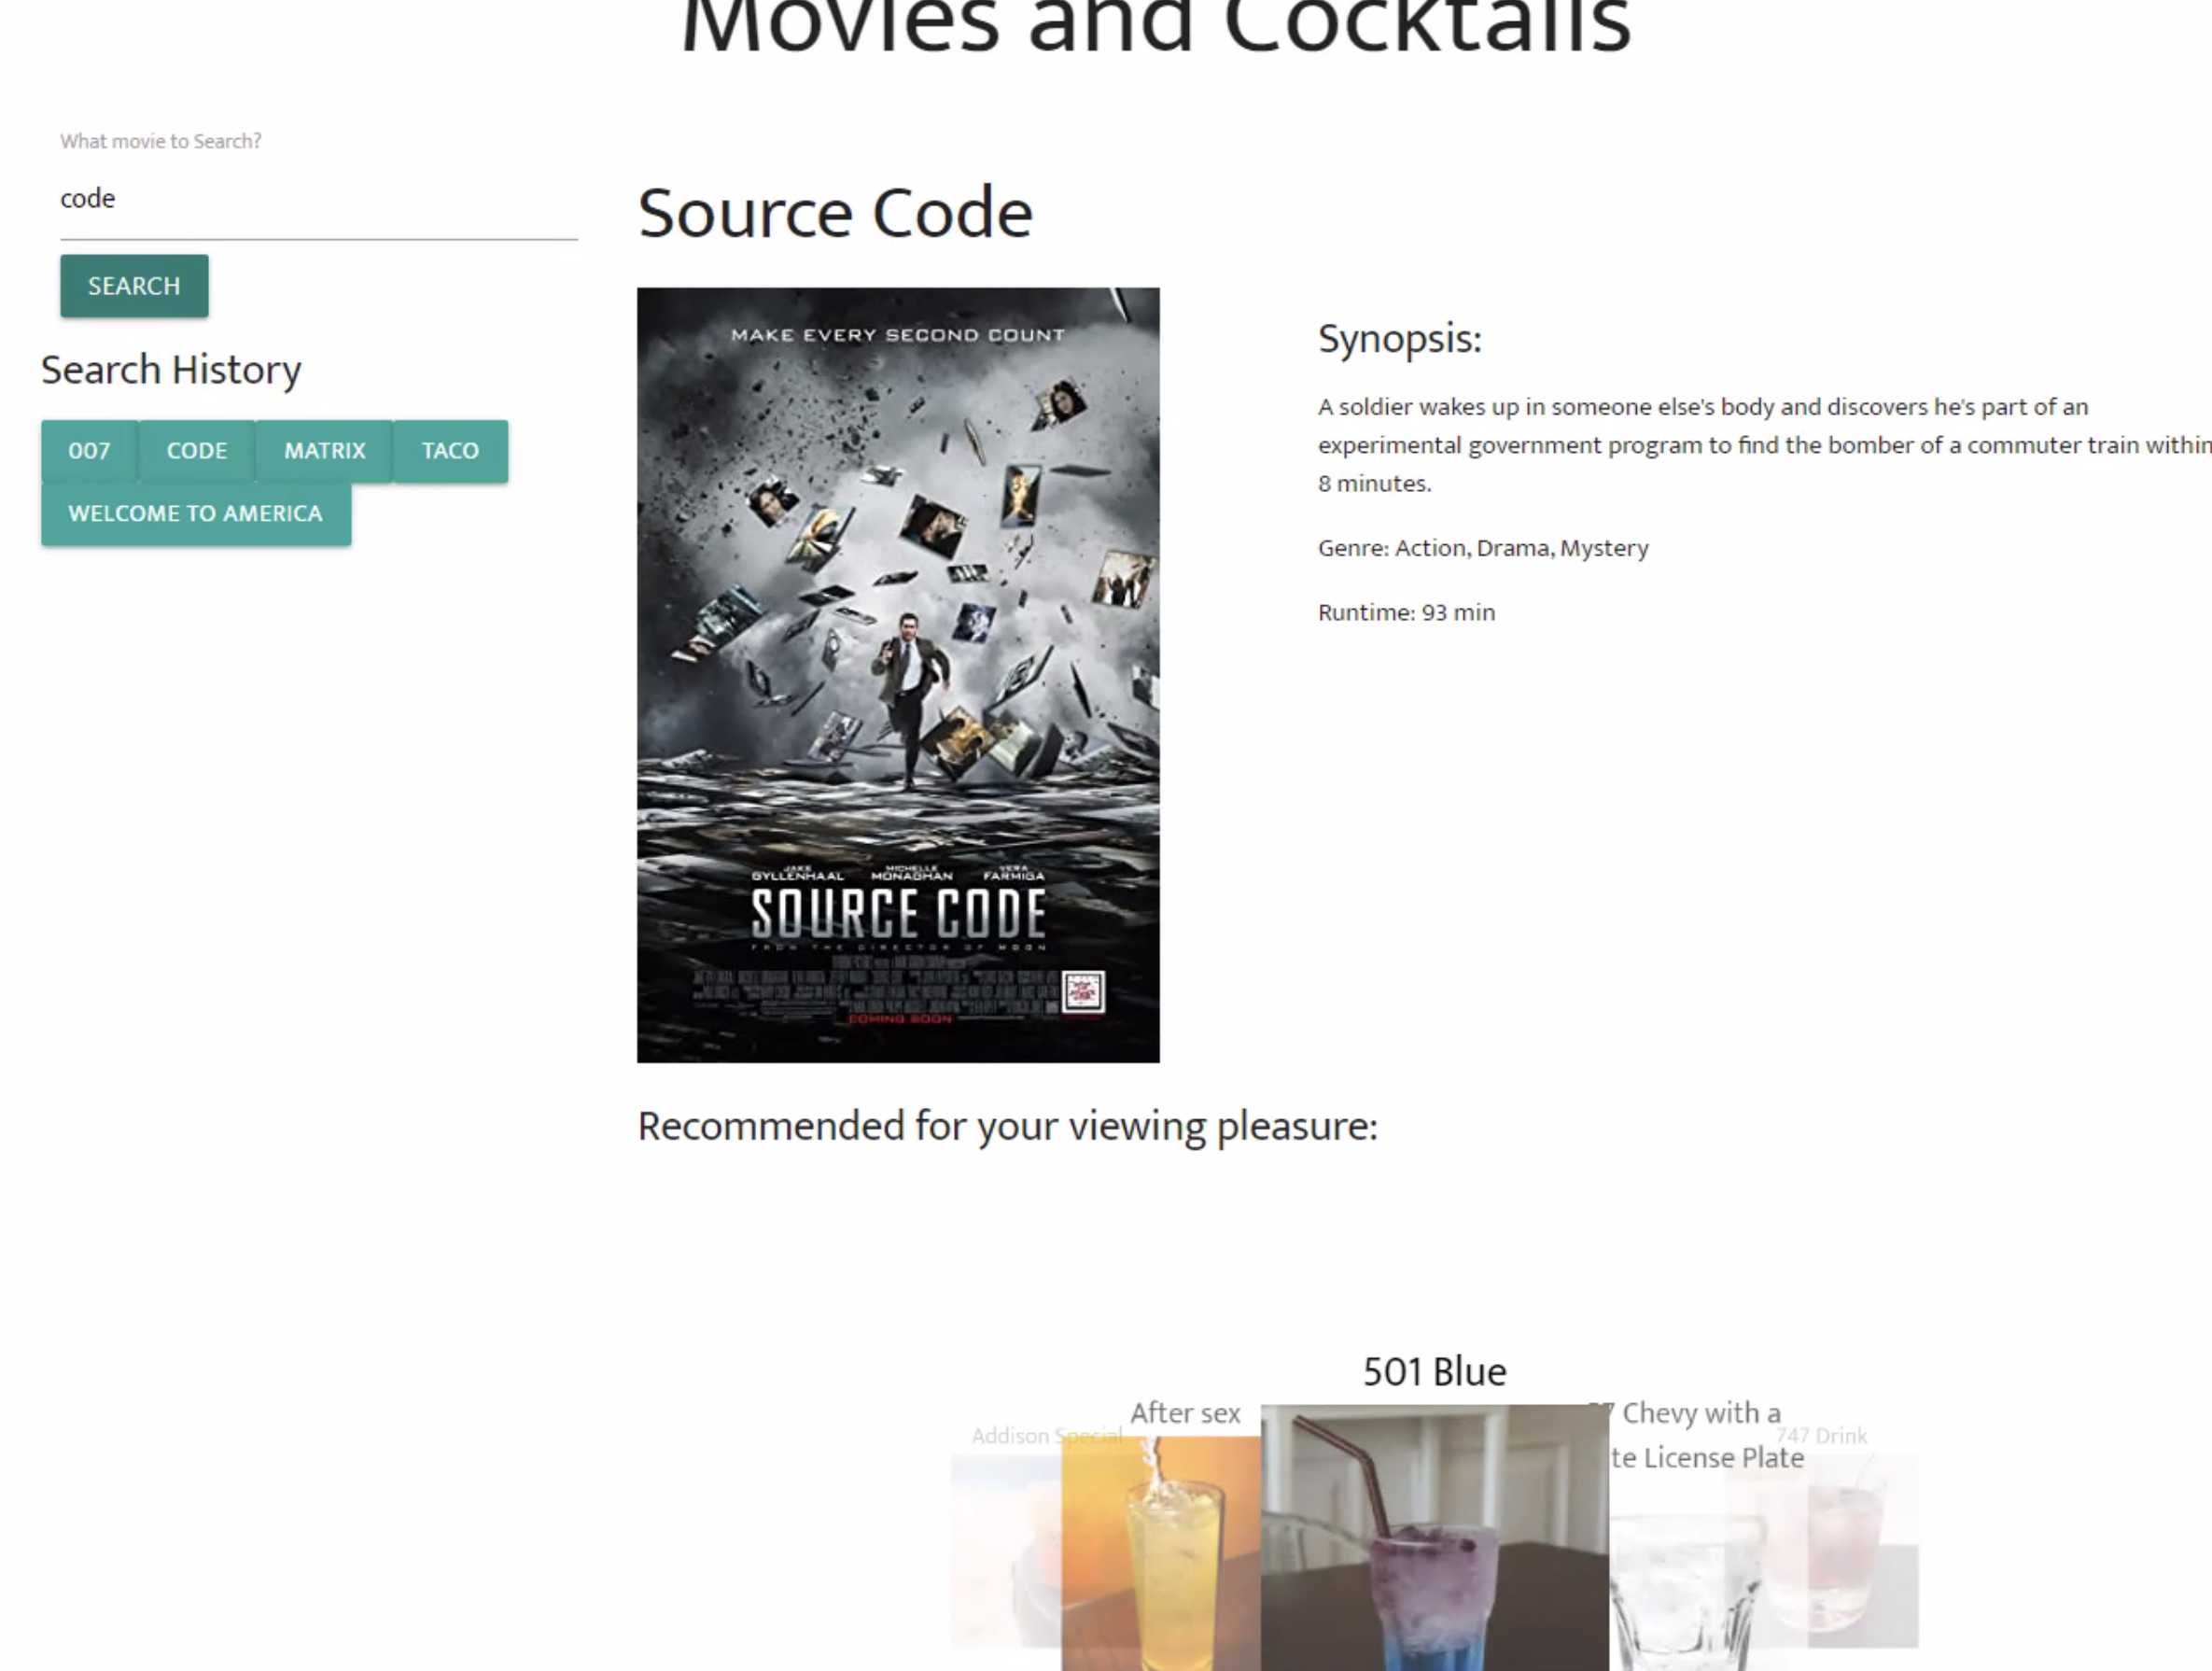 Movies and Cocktails
What movie to Search?
code
SEARCH
Search History
007 CODE MATRIX TACO
WELCOME TO AMERICA
Source Code
MAKE EVERY SECOND COUNT
JAKE GYLLENHAAL MICHELLE MONAGHAN VERA FARMIGA
SOURCE CODE
FROM THE DIRECTOR OF MOON
COMING SOON
Synopsis:
A soldier wakes up in someone else's body and discovers he's part of an
experimental government program to find the bomber of a commuter train within
8 minutes.
Genre: Action, Drama, Mystery
Runtime: 93 min
Recommended for your viewing pleasure:
Addison Special
After sex
501 Blue
7 Chevy with a
te License Plate
747 Drink